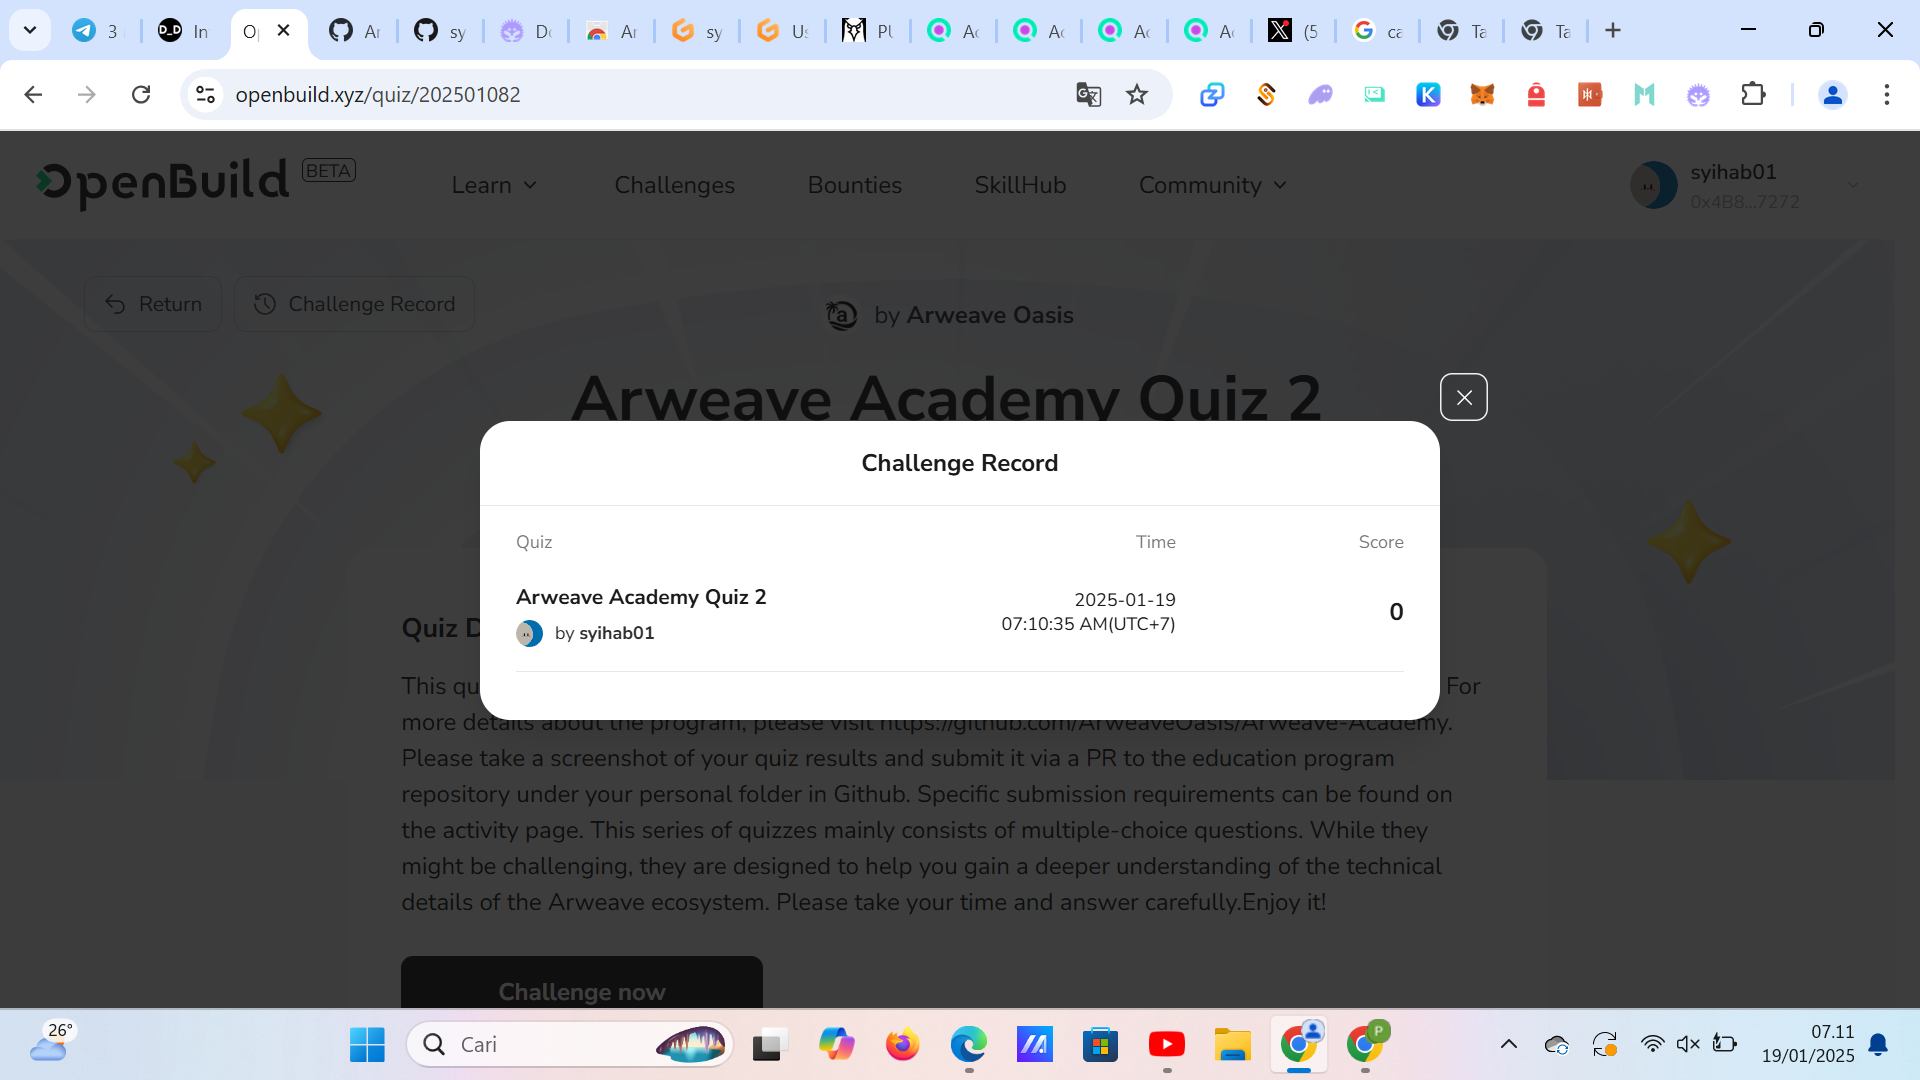 3
In
O
Ar
sy
Do
Ar
sy
Us
PL
Ac
Ac
Ac
Ac
(5
ca
Ta
Ta
openbuild.xyz/quiz/202501082
OpenBuild BETA
Learn
Challenges
Bounties
SkillHub
Community
syihab01
0x4B8...7272
Return
Challenge Record
by Arweave Oasis
Arweave Academy Quiz 2
Challenge Record
Quiz
Time
Score
Arweave Academy Quiz 2
by syihab01
2025-01-19
07:10:35 AM(UTC+7)
0
Quiz
This For
more details about the program, please visit https://github.com/ArweaveOasis/Arweave-Academy.
Please take a screenshot of your quiz results and submit it via a PR to the education program
repository under your personal folder in Github. Specific submission requirements can be found on
the activity page. This series of quizzes mainly consists of multiple-choice questions. While they
might be challenging, they are designed to help you gain a deeper understanding of the technical
details of the Arweave ecosystem. Please take your time and answer carefully.Enjoy it!
Challenge now
26°
Cari
P
07.11
19/01/2025